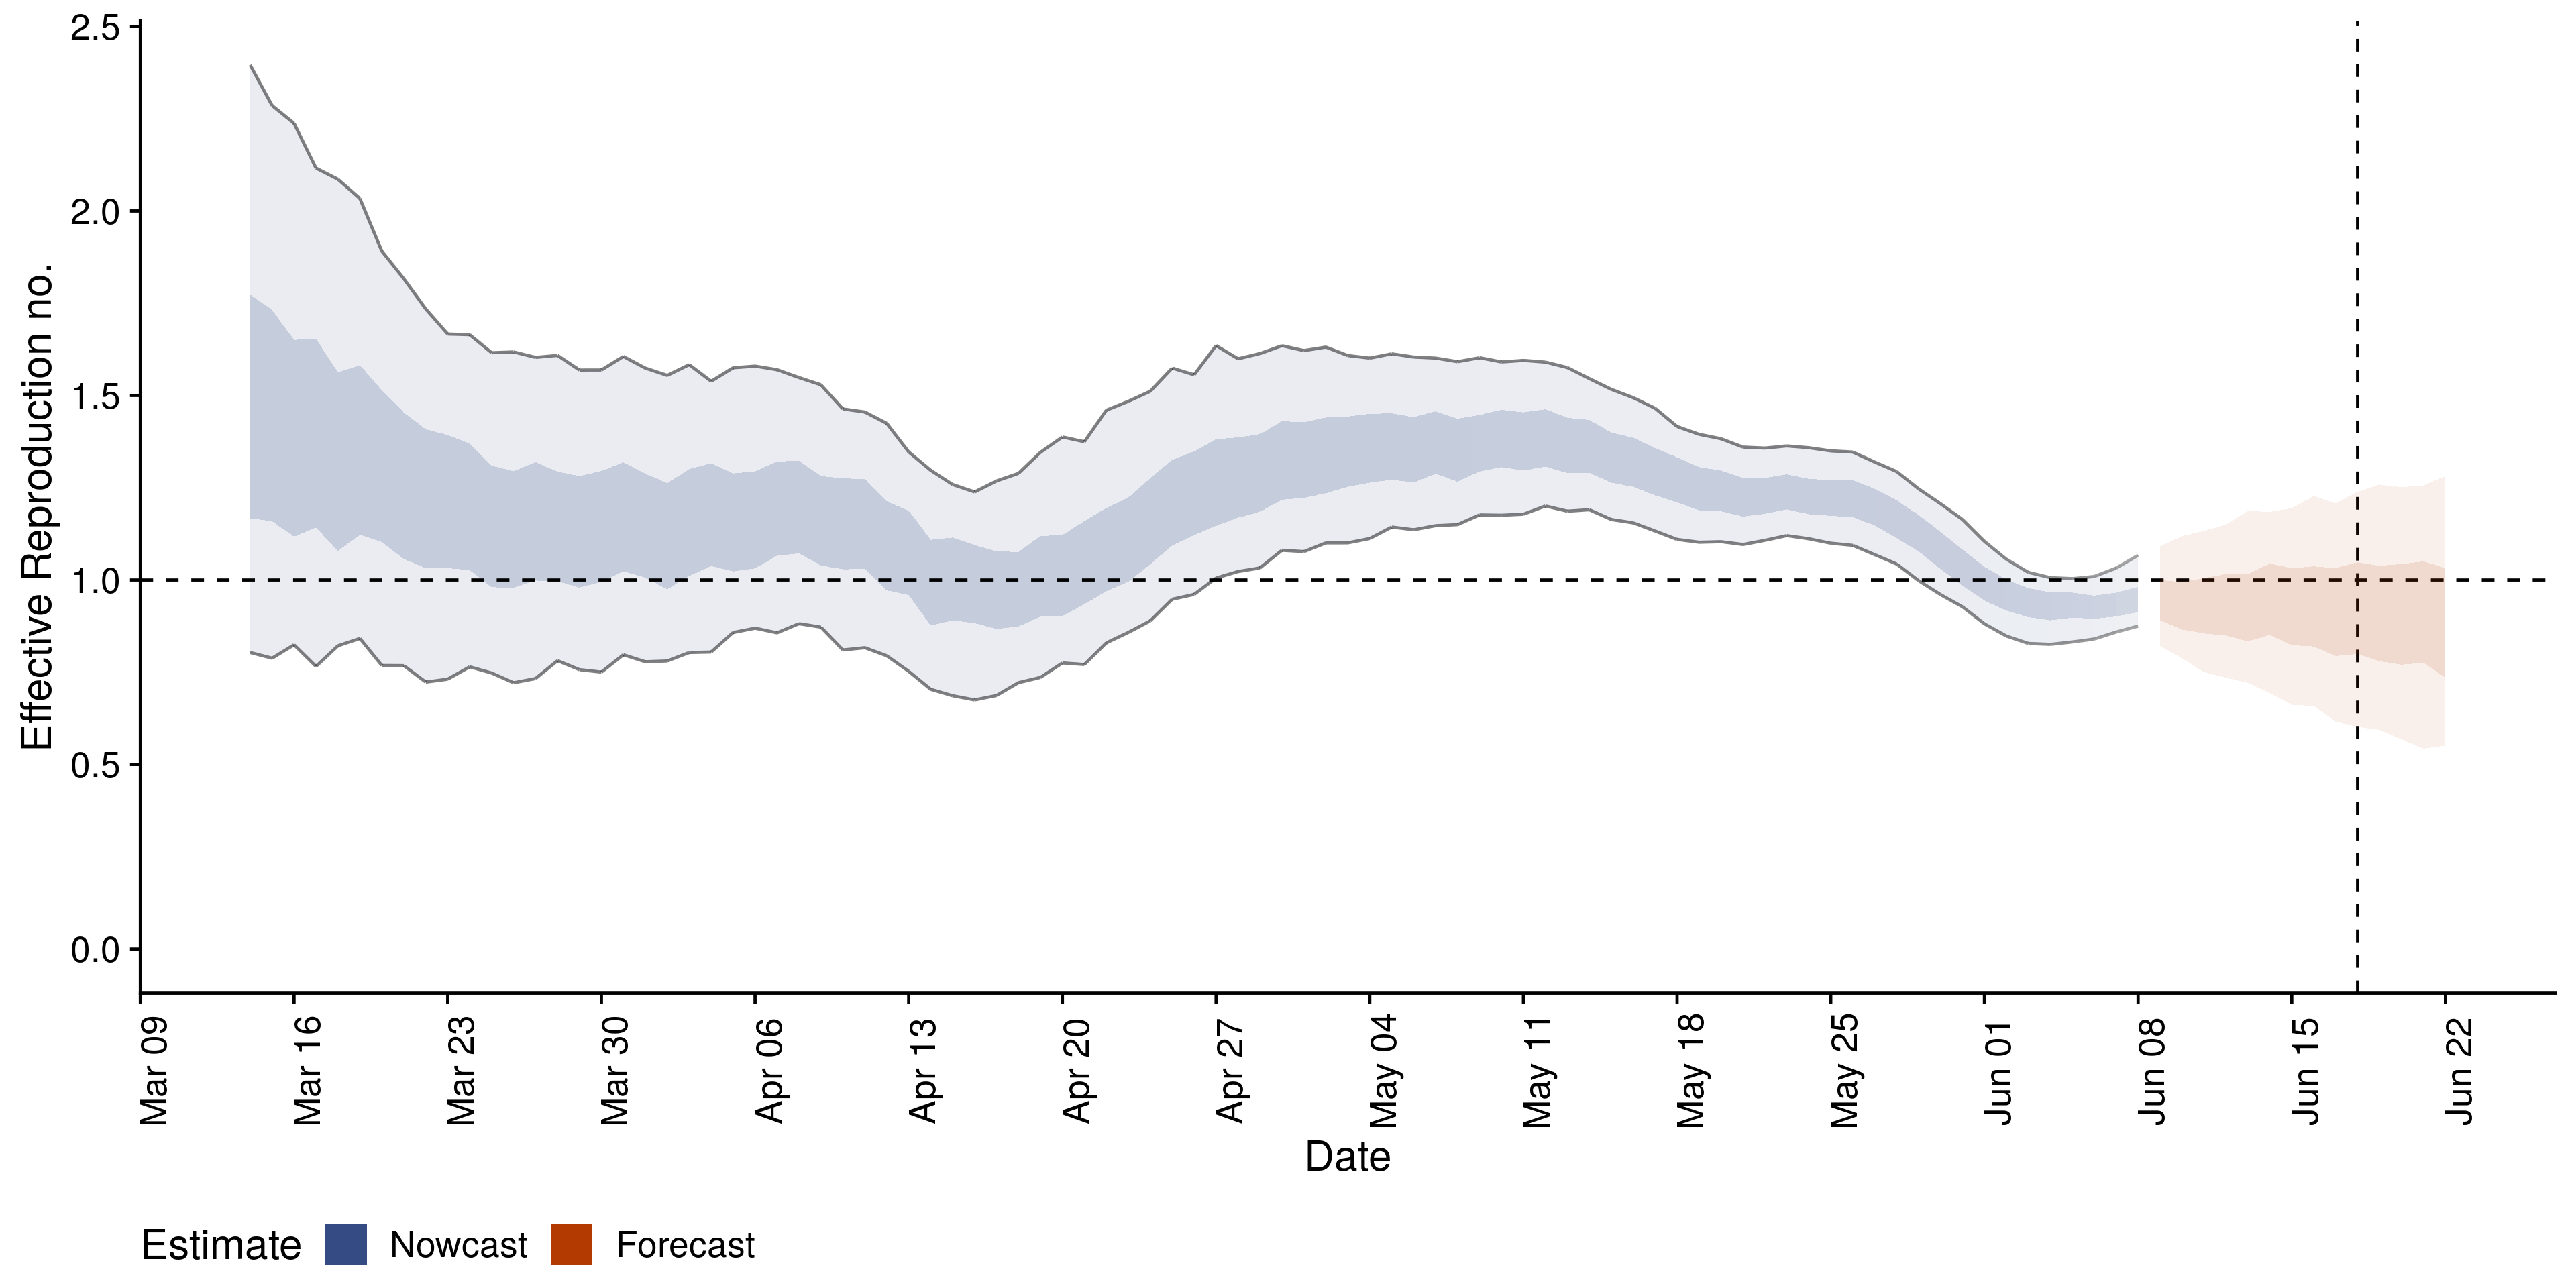 Effective Reproduction no.
2.5
2.0
1.5
1.0
0.5
0.0
Mar 09
Mar 16
Mar 23
Mar 30
Apr 06
Apr 13
Apr 20
Apr 27
May 04
May 11
May 18
May 25
Jun 01
Jun 08
Jun 15
Jun 22
Date
Estimate Nowcast Forecast